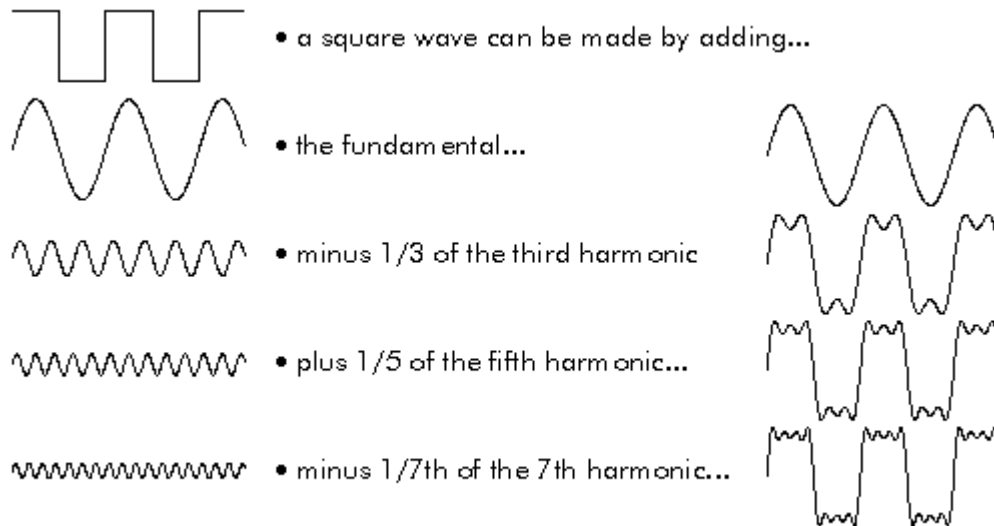 • a square wave can be made by adding...
• the fundamental...
• minus 1/3 of the third harmonic
• plus 1/5 of the fifth harmonic...
• minus 1/7th of the 7th harmonic...